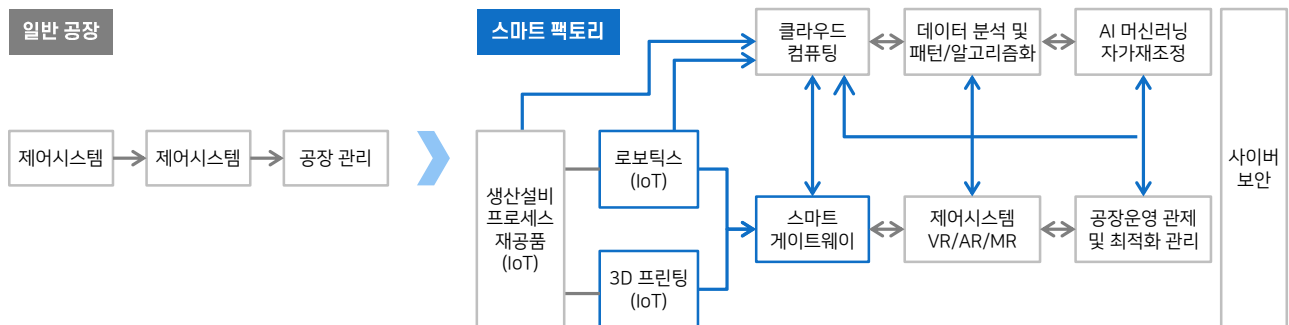 일반 공장
제어시스템
제어시스템
공장 관리
스마트 팩토리
생산설비
프로세스
재공품
(IoT)
로보틱스
(IoT)
3D 프린팅
(IoT)
클라우드
컴퓨팅
데이터 분석 및
패턴/알고리즘화
AI 머신러닝
자가재조정
스마트
게이트웨이
제어시스템
VR/AR/MR
공장운영 관제
및 최적화 관리
사이버
보안